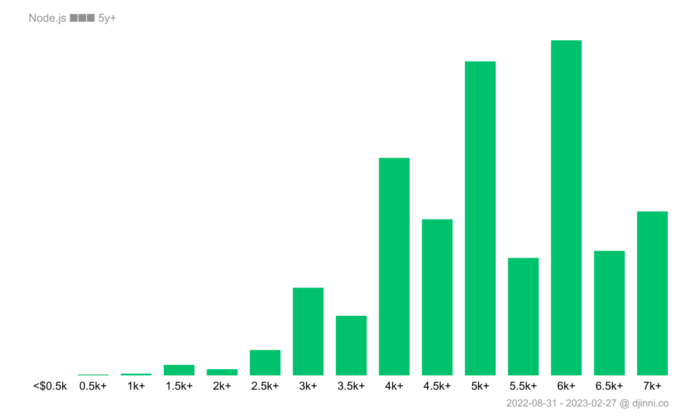 Node.js ■■■ 5y+
<$0.5k 0.5k+ 1k+ 1.5k+ 2k+ 2.5k+ 3k+ 3.5k+ 4k+ 4.5k+ 5k+ 5.5k+ 6k+ 6.5k+ 7k+
2022-08-31 - 2023-02-27 @ djinni.co